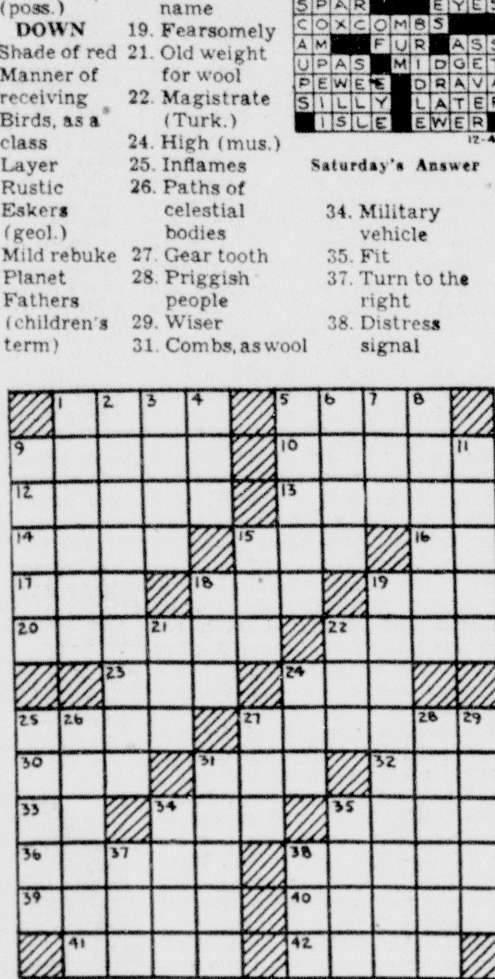 (poss.)
DOWN
Shade of red
Manner of
receiving
Birds, as a
class
Layer
Rustic
Eskers
(geol.)
Mild rebuke
Planet
Fathers
(children's
term)
name
19. Fearsomely
21. Old weight
for wool
22. Magistrate
(Turk.)
24. High (mus.)
25. Inflames
26. Paths of
celestial
bodies
27. Gear tooth
28. Priggish
people
29. Wiser
31. Combs, as wool
SPAR EYES
COXCOMBS
AM FUR ASS
UPAS MIDGET
PEWEE DRAVA
SILLY LATER
ISLE EWER
12-4
Saturday's Answer
34. Military
vehicle
35. Fit
37. Turn to the
right
38. Distress
signal
1 2 3 4 5 6 7 8
9 10 11
12 13
14 15 16
17 18 19
20 21 22
23 24
25 26 27 28 29
30 31 32
33 34 35
36 37 38
39 40
41 42